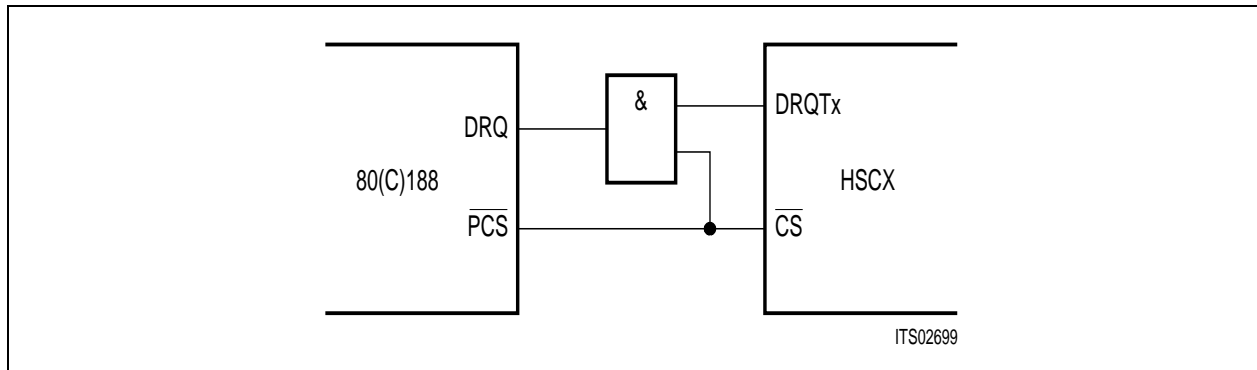 &
DRQTx
DRQ
80(C)188
HSCX
PCS
CS
ITS02699